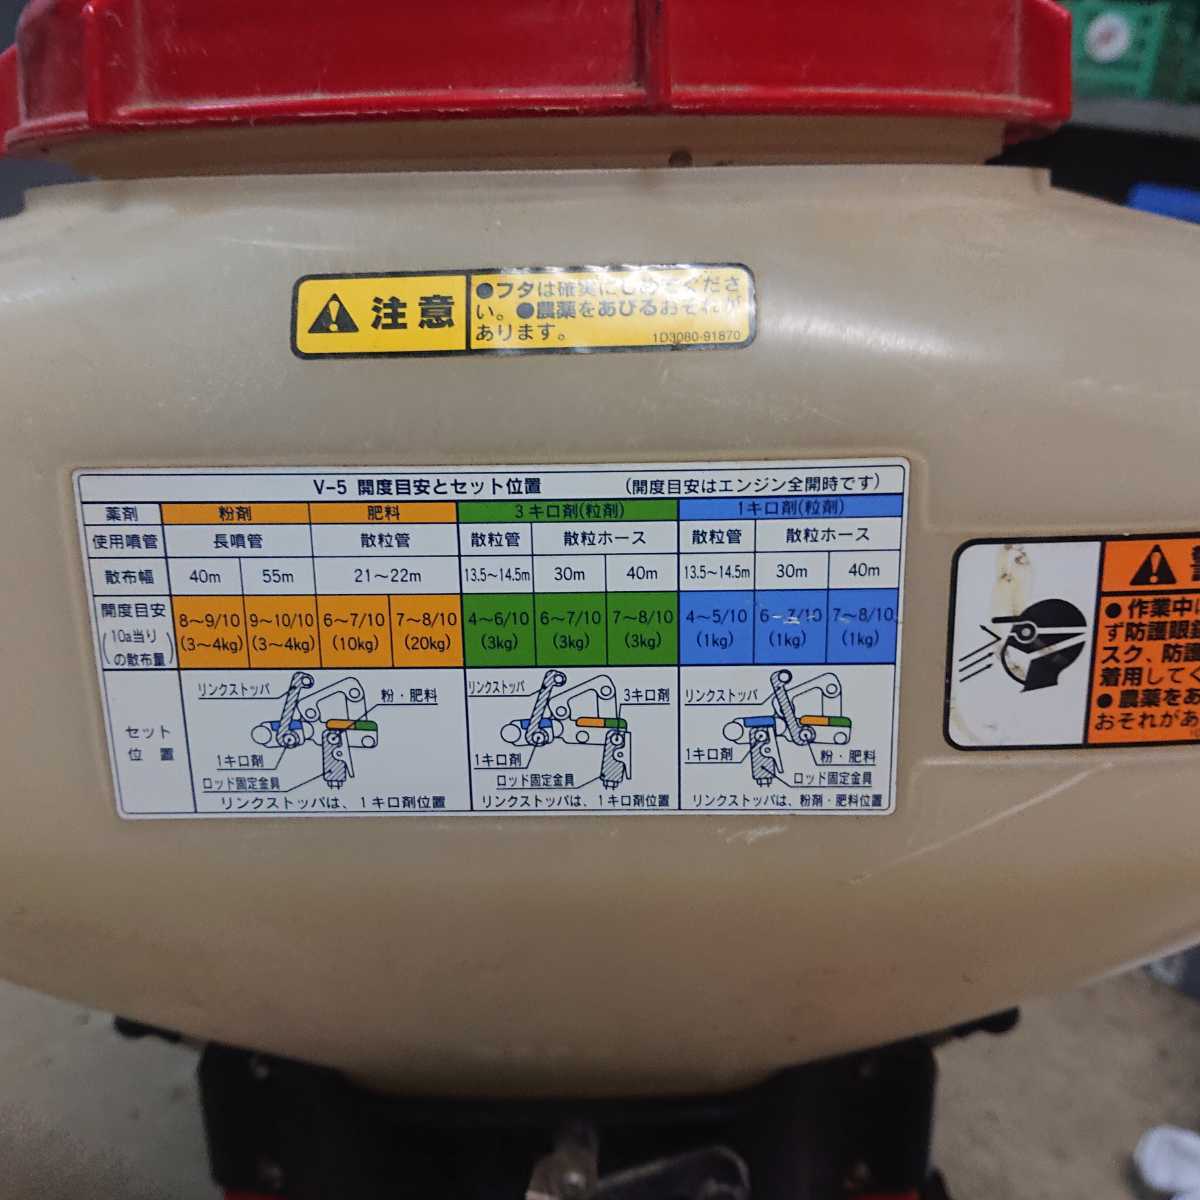 注意
●フタは確実にしめてくださ
い。●農薬をあびるおそれが
あります。
1D3080-91870
V-5 開度目安とセット位置 (開度目安はエンジン全開時です)
薬剤 粉剤 肥料 3キロ剤(粒剤) 1キロ剤(粒剤)
使用噴管 長噴管 散粒管 散粒管 散粒ホース 散粒管 散粒ホース
散布幅 40m 55m 21～22m 13.5～14.5m 30m 40m 13.5～14.5m 30m 40m
開度目安 8～9/10 9～10/10 6～7/10 7～8/10 4～6/10 6～7/10 7～8/10 4～5/10 6～7/10 7～8/10
(10a当りの散布量) (3～4kg) (3～4kg) (10kg) (20kg) (3kg) (3kg) (3kg) (1kg) (1kg) (1kg)
セット
位置
リンクストッパ 粉・肥料
1キロ剤
ロッド固定金具
リンクストッパは、1キロ剤位置
リンクストッパ 3キロ剤
1キロ剤
ロッド固定金具
リンクストッパは、1キロ剤位置
リンクストッパ
1キロ剤 粉・肥料
ロッド固定金具
リンクストッパは、粉剤・肥料位置
●作業中
ず防護眼
スク、防護
着用して
●農薬をあ
おそれがあ